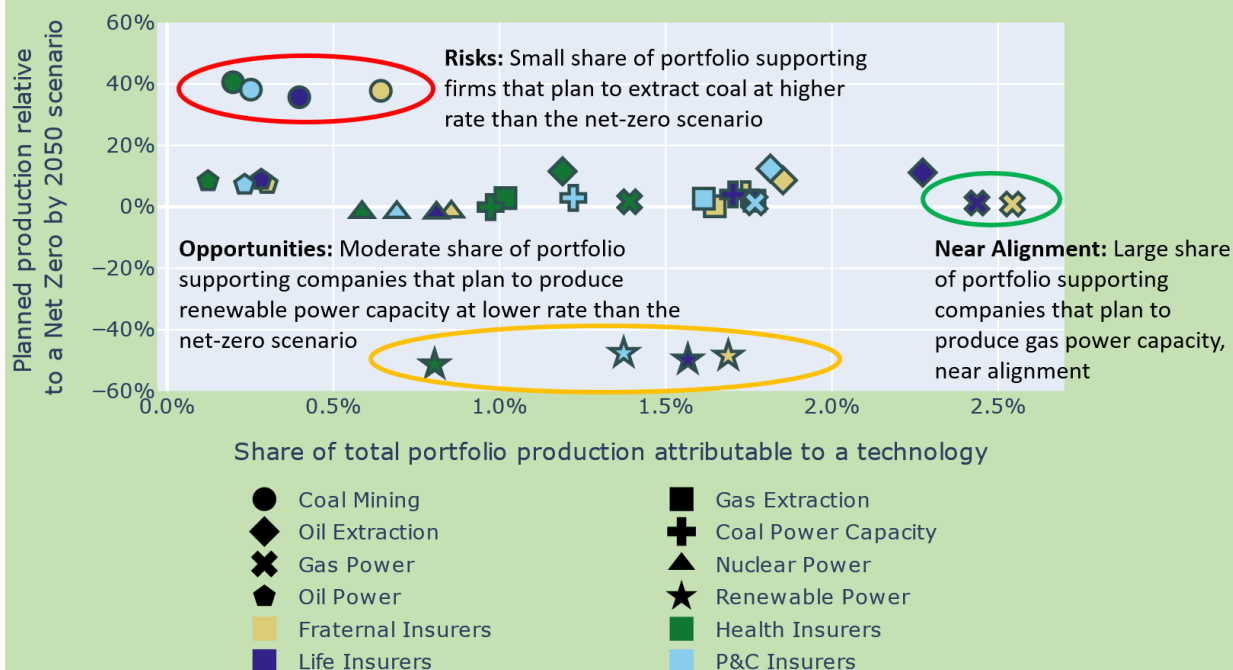 60%
40%
20%
0%
−20%
−40%
−60%
Planned production relative
to a Net Zero by 2050 scenario
Risks: Small share of portfolio supporting
firms that plan to extract coal at higher
rate than the net-zero scenario
Opportunities: Moderate share of portfolio
supporting companies that plan to produce
renewable power capacity at lower rate than the
net-zero scenario
Near Alignment: Large share
of portfolio supporting
companies that plan to
produce gas power capacity,
near alignment
0.0%
0.5%
1.0%
1.5%
2.0%
2.5%
Share of total portfolio production attributable to a technology
Coal Mining
Gas Extraction
Oil Extraction
Coal Power Capacity
Gas Power
Nuclear Power
Oil Power
Renewable Power
Fraternal Insurers
Health Insurers
Life Insurers
P&C Insurers